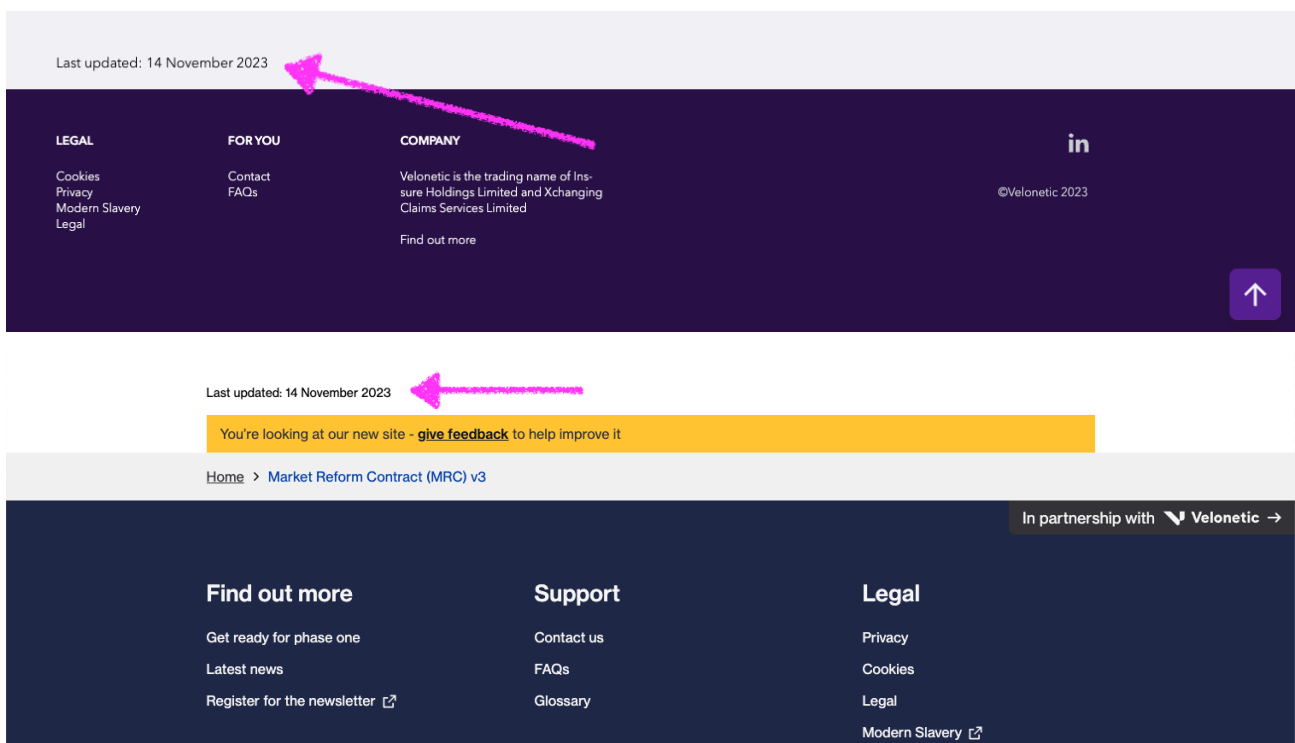 Last updated: 14 November 2023
LEGAL
Cookies
Privacy
Modern Slavery
Legal
FOR YOU
Contact
FAQs
COMPANY
Velonetic is the trading name of Ins-
sure Holdings Limited and Xchanging
Claims Services Limited
Find out more
in
©Velonetic 2023
Last updated: 14 November 2023
You're looking at our new site - give feedback to help improve it
Home > Market Reform Contract (MRC) v3
In partnership with Velonetic →
Find out more
Get ready for phase one
Latest news
Register for the newsletter
Support
Contact us
FAQs
Glossary
Legal
Privacy
Cookies
Legal
Modern Slavery